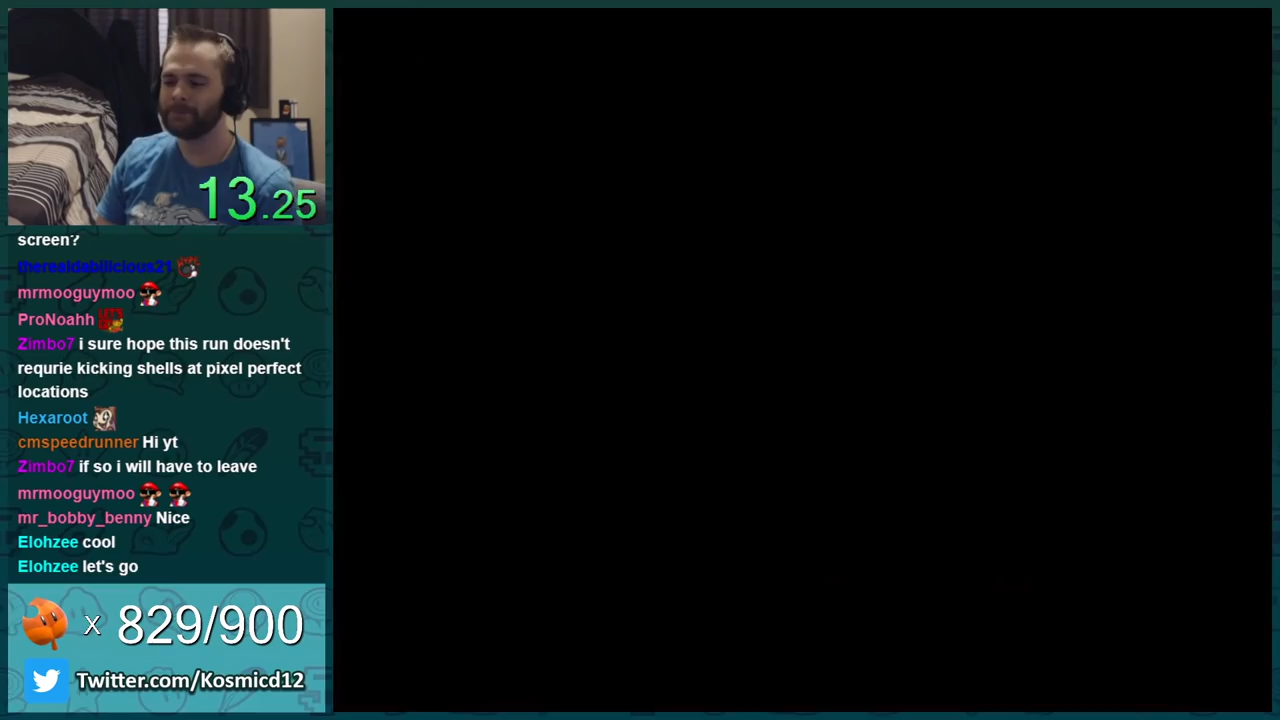 13.25
screen?
therealdabilicious21
mrmooguymoo
ProNoahh
Zimbo7 i sure hope this run doesn't
requrie kicking shells at pixel perfect
locations
Hexaroot
cmspeedrunner Hi yt
Zimbo7 if so i will have to leave
mrmooguymoo
mr_bobby_benny Nice
Elohzee cool
Elohzee let's go
x 829/900
Twitter.com/Kosmicd12